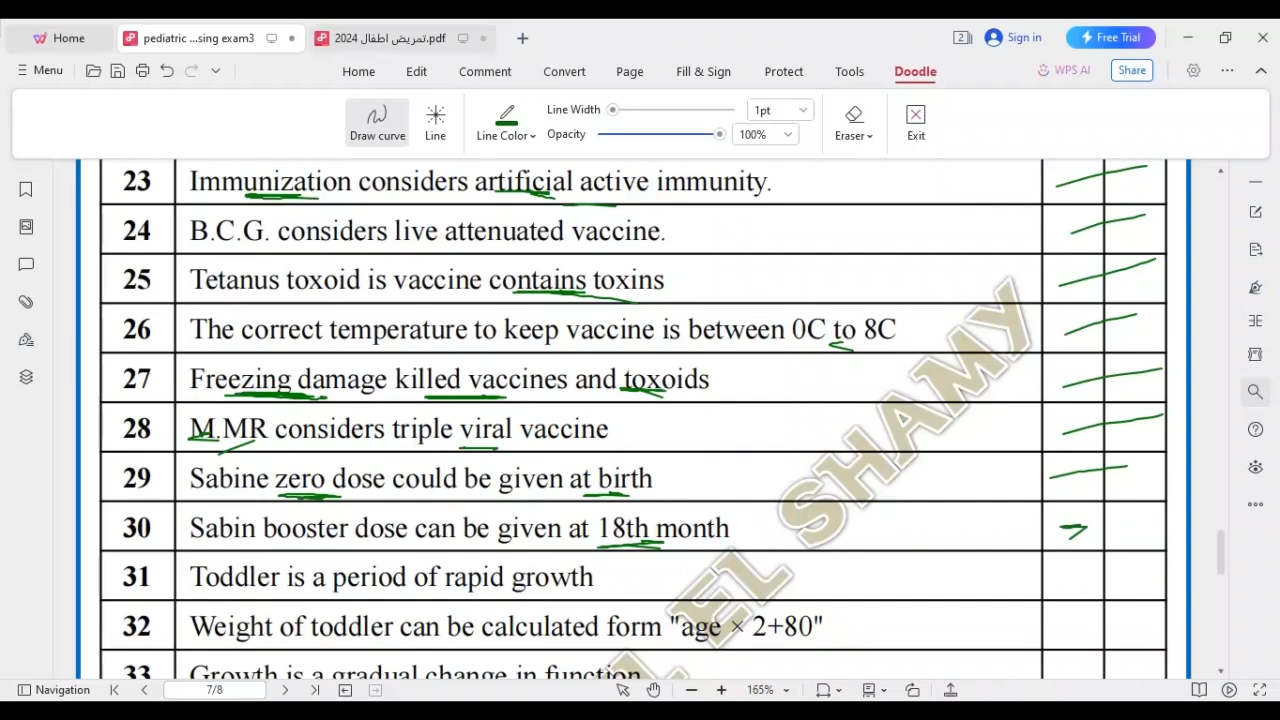 Home
pediatric ...sing exam3
تمريض اطفال 2024.pdf
2
Sign in
Free Trial
Menu
Home
Edit
Comment
Convert
Page
Fill & Sign
Protect
Tools
Doodle
WPS AI
Share
Draw curve
Line
Line Color
Line Width
1pt
Opacity
100%
Eraser
Exit
23 Immunization considers artificial active immunity.
24 B.C.G. considers live attenuated vaccine.
25 Tetanus toxoid is vaccine contains toxins
26 The correct temperature to keep vaccine is between 0C to 8C
27 Freezing damage killed vaccines and toxoids
28 M.MR considers triple viral vaccine
29 Sabine zero dose could be given at birth
30 Sabin booster dose can be given at 18th month
31 Toddler is a period of rapid growth
32 Weight of toddler can be calculated form "age × 2+80"
33 Growth is a gradual change in function
EL SHAMY
Navigation
7/8
165%